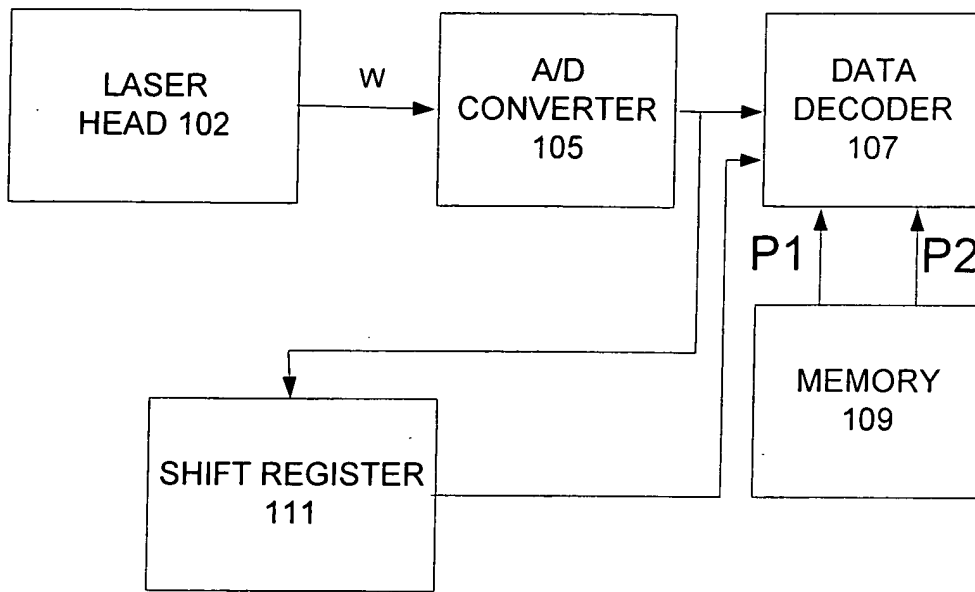 LASER
HEAD 102
W
A/D
CONVERTER
105
DATA
DECODER
107
P1
P2
MEMORY
109
SHIFT REGISTER
111